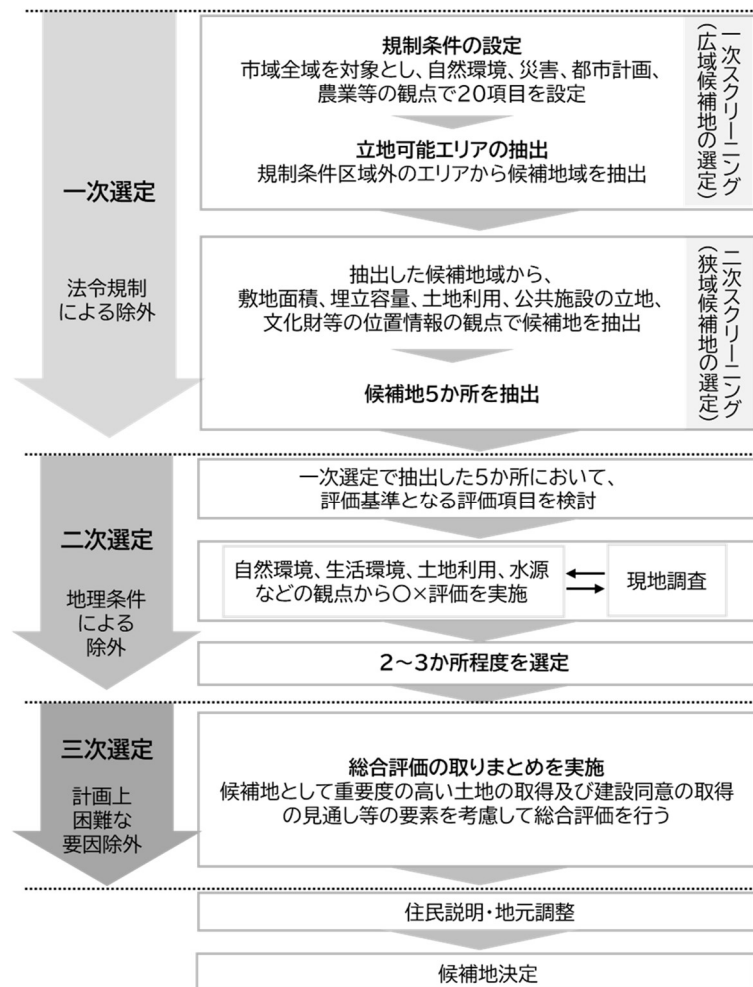 一次選定
法令規制
による除外
規制条件の設定
市域全域を対象とし、自然環境、災害、都市計画、
農業等の観点で20項目を設定
立地可能エリアの抽出
規制条件区域外のエリアから候補地域を抽出
一次スクリーニング
(広域候補地の選定)
抽出した候補地域から、
敷地面積、埋立容量、土地利用、公共施設の立地、
文化財等の位置情報の観点で候補地を抽出
候補地5か所を抽出
二次スクリーニング
(狭域候補地の選定)
二次選定
地理条件
による
除外
一次選定で抽出した5か所において、
評価基準となる評価項目を検討
自然環境、生活環境、土地利用、水源
などの観点から〇×評価を実施
現地調査
2~3か所程度を選定
三次選定
計画上
困難な
要因除外
総合評価の取りまとめを実施
候補地として重要度の高い土地の取得及び建設同意の取得
の見通し等の要素を考慮して総合評価を行う
住民説明・地元調整
候補地決定